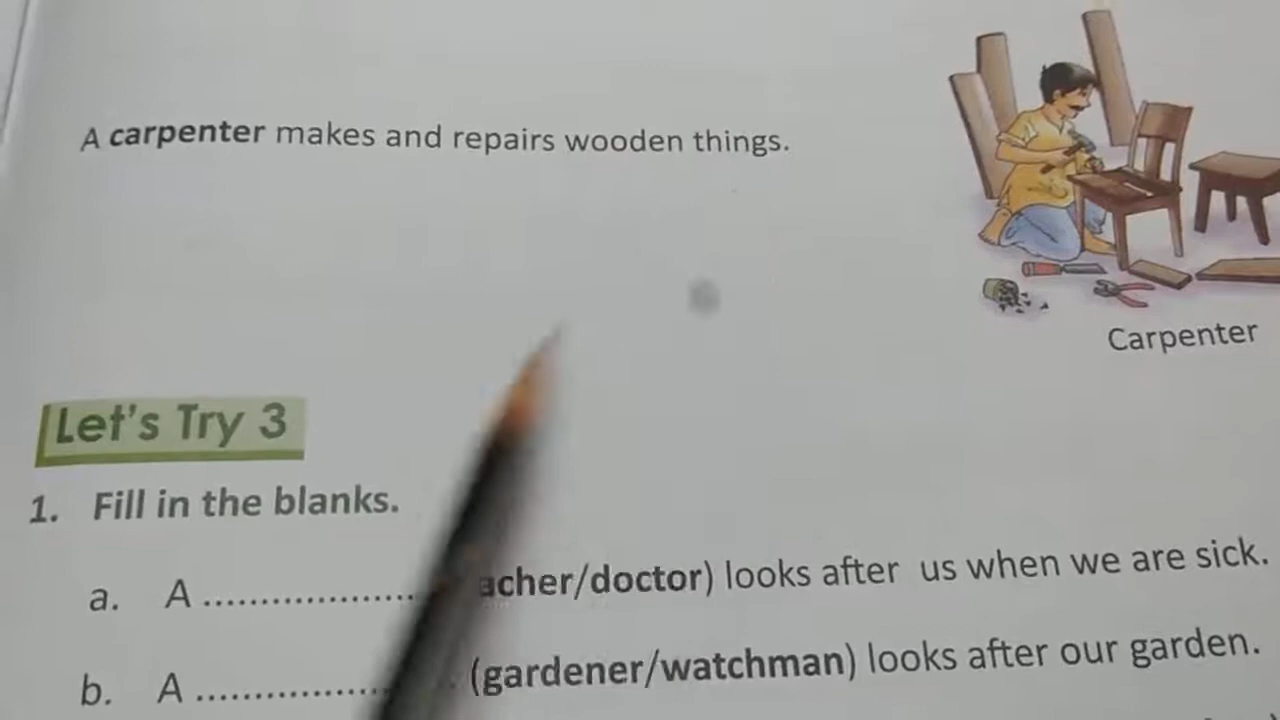 A carpenter makes and repairs wooden things.
Carpenter
Let's Try 3
1. Fill in the blanks.
a. A .................... /doctor) looks after us when we are sick.
b. A .................... (gardener/watchman) looks after our garden.